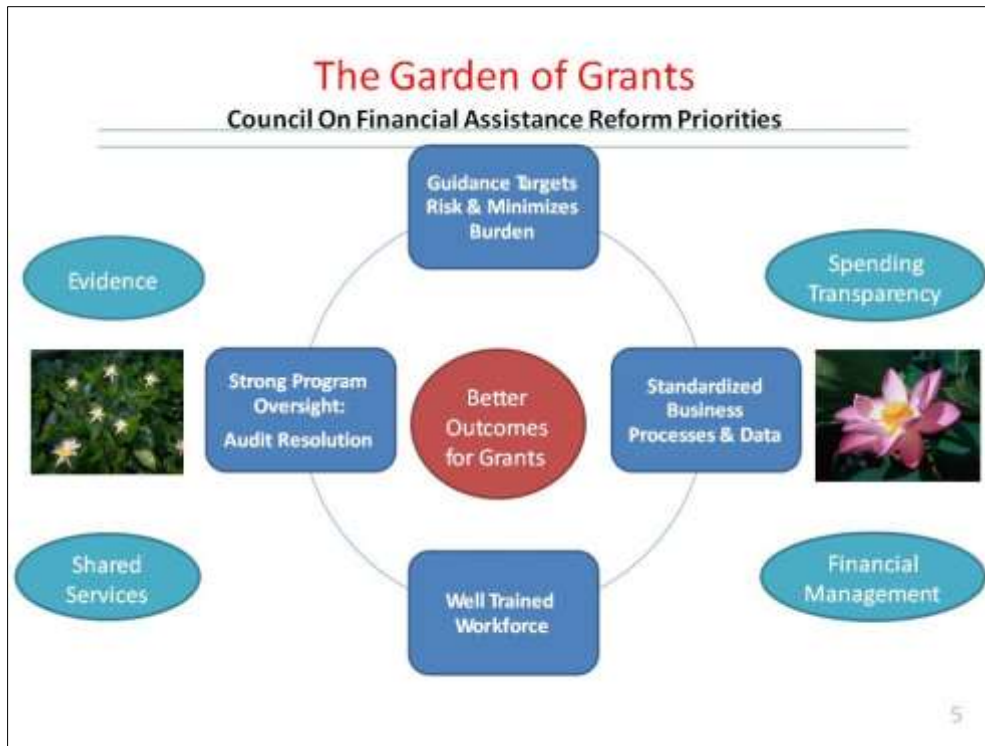 The Garden of Grants
Council On Financial Assistance Reform Priorities
Guidance Targets
Risk & Minimizes
Burden
Evidence
Spending
Transparency
Strong Program
Oversight:
Audit Resolution
Better
Outcomes
for Grants
Standardized
Business
Processes & Data
Shared
Services
Well Trained
Workforce
Financial
Management
5